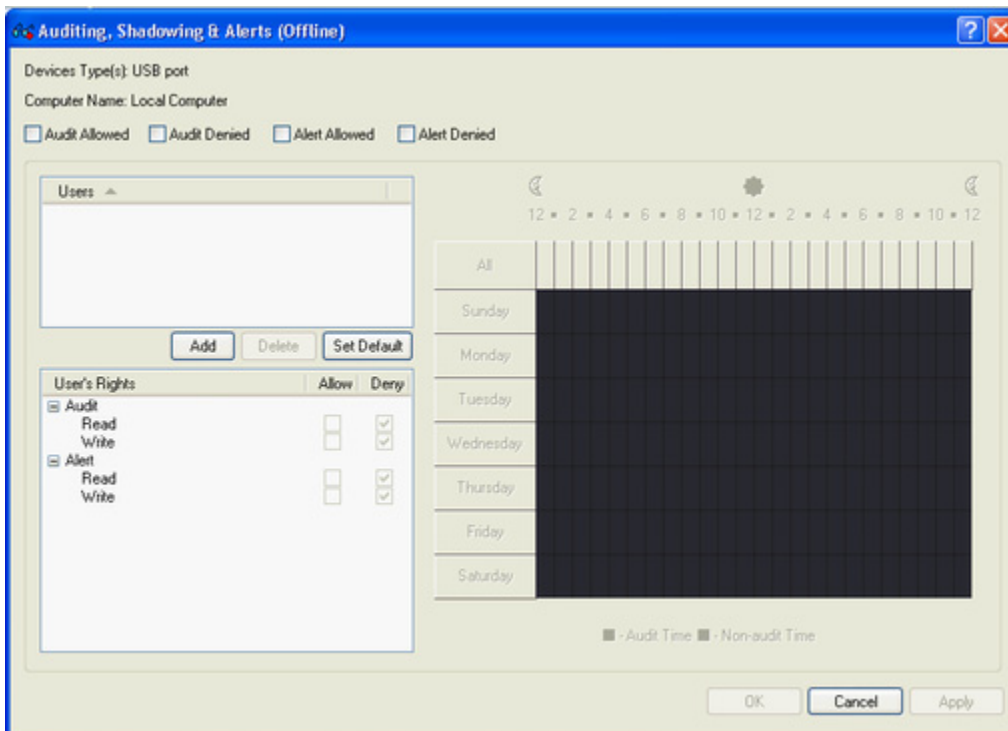 Auditing, Shadowing & Alerts (Offline)
Devices Type(s): USB port
Computer Name: Local Computer
Audit Allowed Audit Denied Alert Allowed Alert Denied
Users
12 2 4 6 8 10 12 2 4 6 8 10 12
All
Sunday
Monday
Tuesday
Wednesday
Thursday
Friday
Saturday
Add Delete Set Default
User's Rights Allow Deny
Audit
Read
Write
Alert
Read
Write
- Audit Time - Non-audit Time
OK Cancel Apply